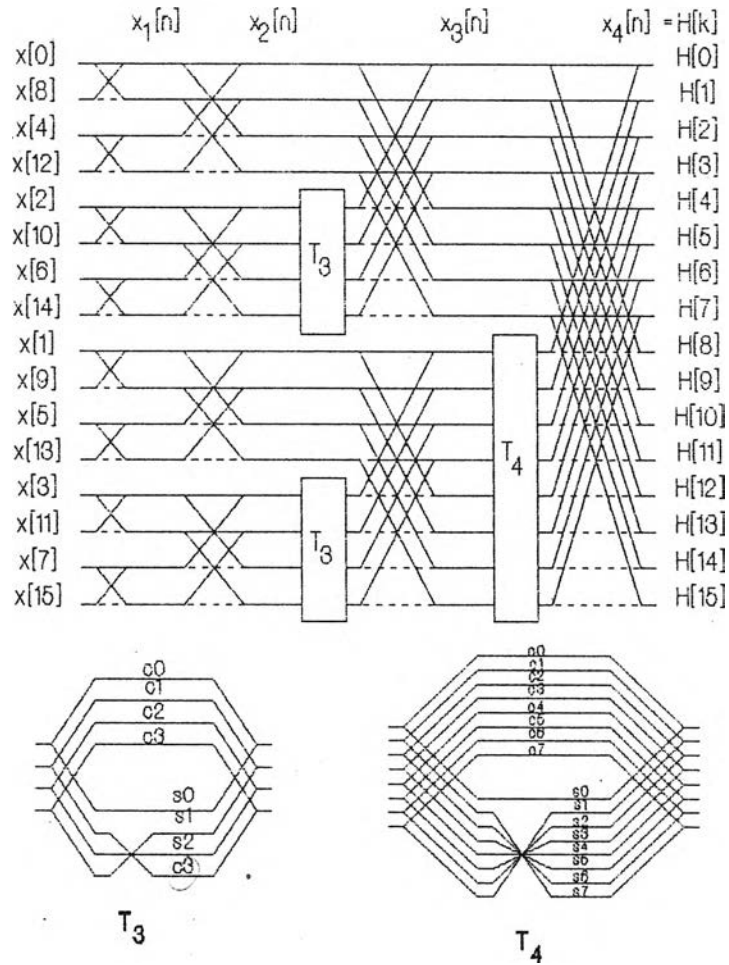 x₁[n] x₂[n] x₃[n] x₄[n] = H[k]
x[0] H[0]
x[8] H[1]
x[4] H[2]
x[12] H[3]
x[2] H[4]
x[10] H[5]
x[6] T₃ H[6]
x[14] H[7]
x[1] H[8]
x[9] H[9]
x[5] H[10]
x[13] H[11]
x[3] T₄ H[12]
x[11] T₃ H[13]
x[7] H[14]
x[15] H[15]
c0
c1
c2
c3
s0
s1
s2
c3
T₃
c0
c1
c2
c3
c4
c5
c6
c7
s0
s1
s2
s3
s4
s5
s6
s7
T₄